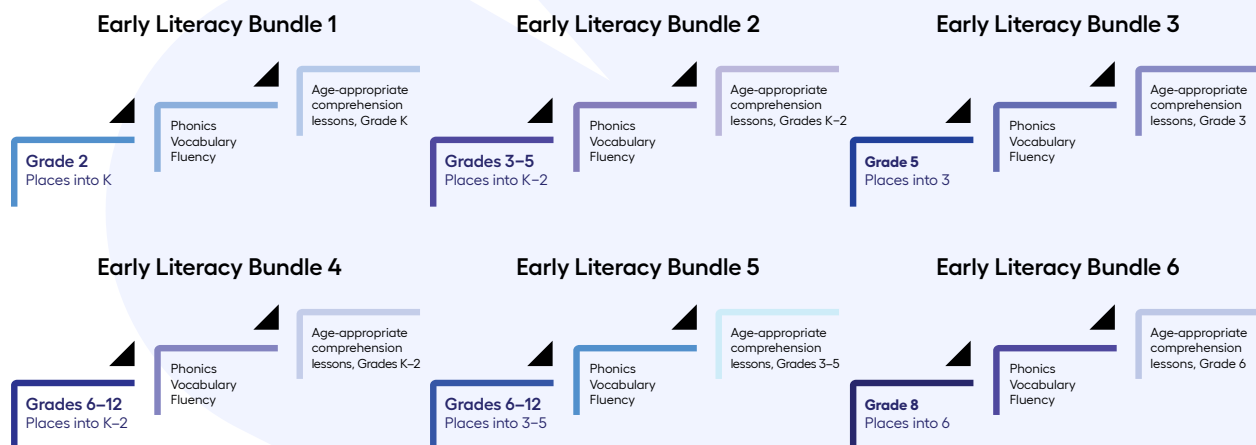 Early Literacy Bundle 1
Grade 2
Places into K
Phonics
Vocabulary
Fluency
Age-appropriate
comprehension
lessons, Grade K
Early Literacy Bundle 2
Grades 3–5
Places into K–2
Phonics
Vocabulary
Fluency
Age-appropriate
comprehension
lessons, Grades K–2
Early Literacy Bundle 3
Grade 5
Places into 3
Phonics
Vocabulary
Fluency
Age-appropriate
comprehension
lessons, Grade 3
Early Literacy Bundle 4
Grades 6–12
Places into K–2
Phonics
Vocabulary
Fluency
Age-appropriate
comprehension
lessons, Grades K–2
Early Literacy Bundle 5
Grades 6–12
Places into 3–5
Phonics
Vocabulary
Fluency
Age-appropriate
comprehension
lessons, Grades 3–5
Early Literacy Bundle 6
Grade 8
Places into 6
Phonics
Vocabulary
Fluency
Age-appropriate
comprehension
lessons, Grade 6